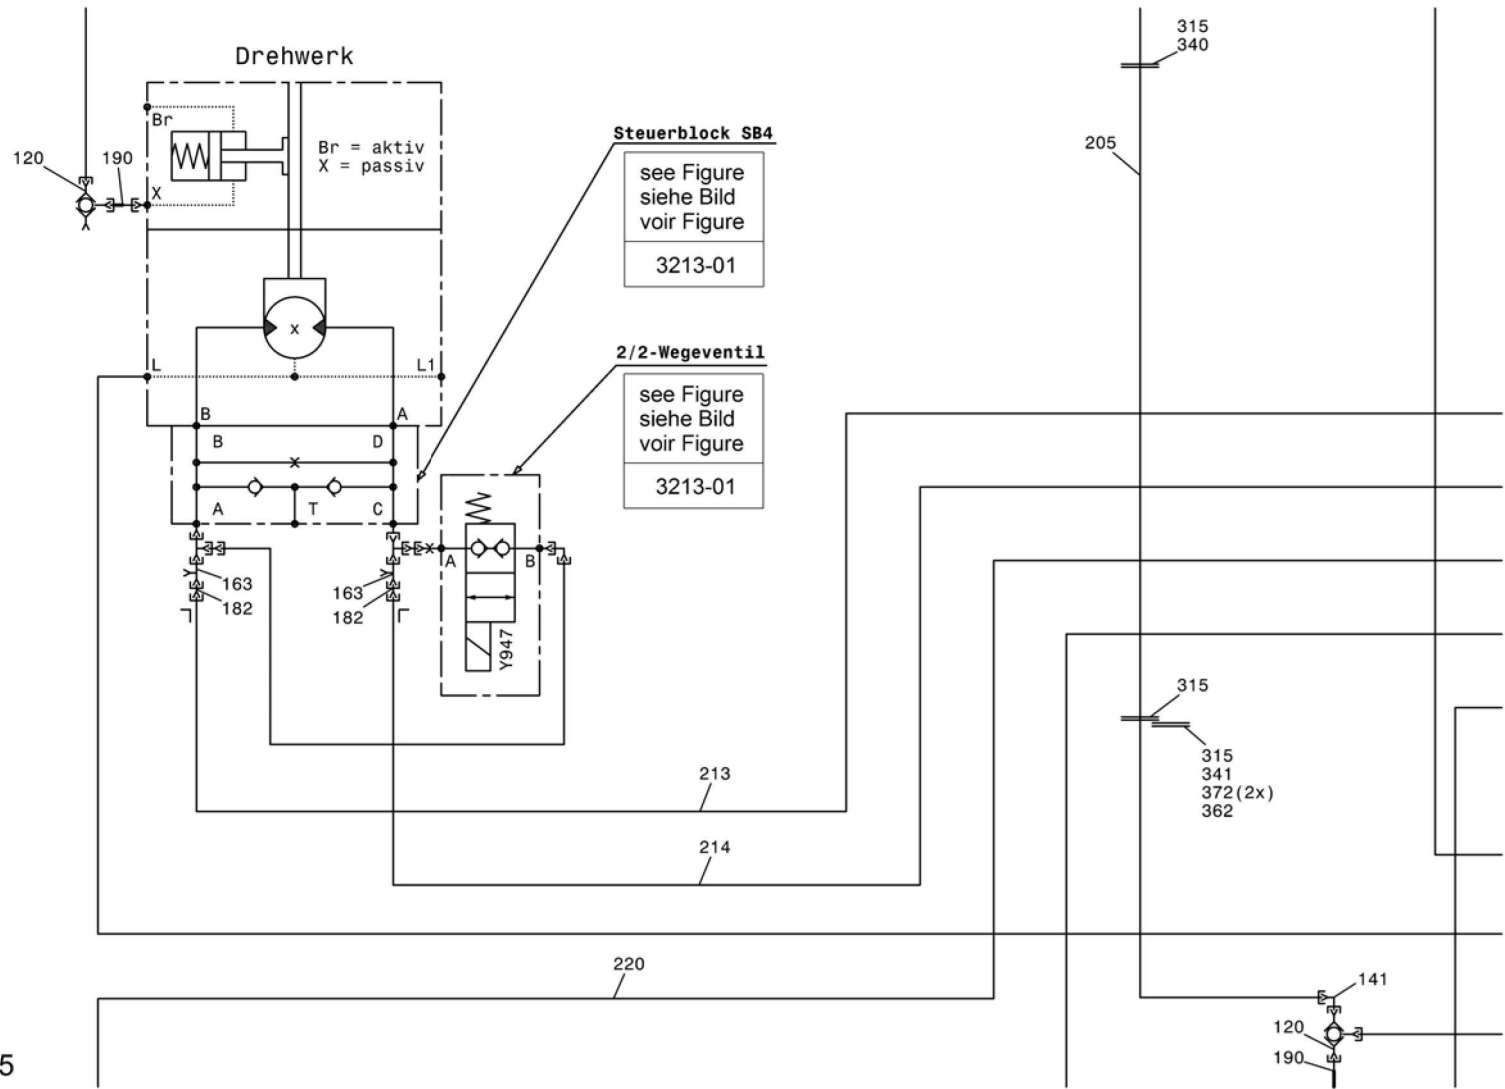 Drehwerk
315
340
Br
Br = aktiv
X = passiv
Steuerblock SB4
see Figure
siehe Bild
voir Figure
3213-01
205
120
190
X
x
2/2-Wegeventil
see Figure
siehe Bild
voir Figure
3213-01
L
L1
B
A
B
D
A
T
C
A
B
163
182
163
182
Y947
315
315
341
372(2x)
362
213
214
220
141
120
190
5